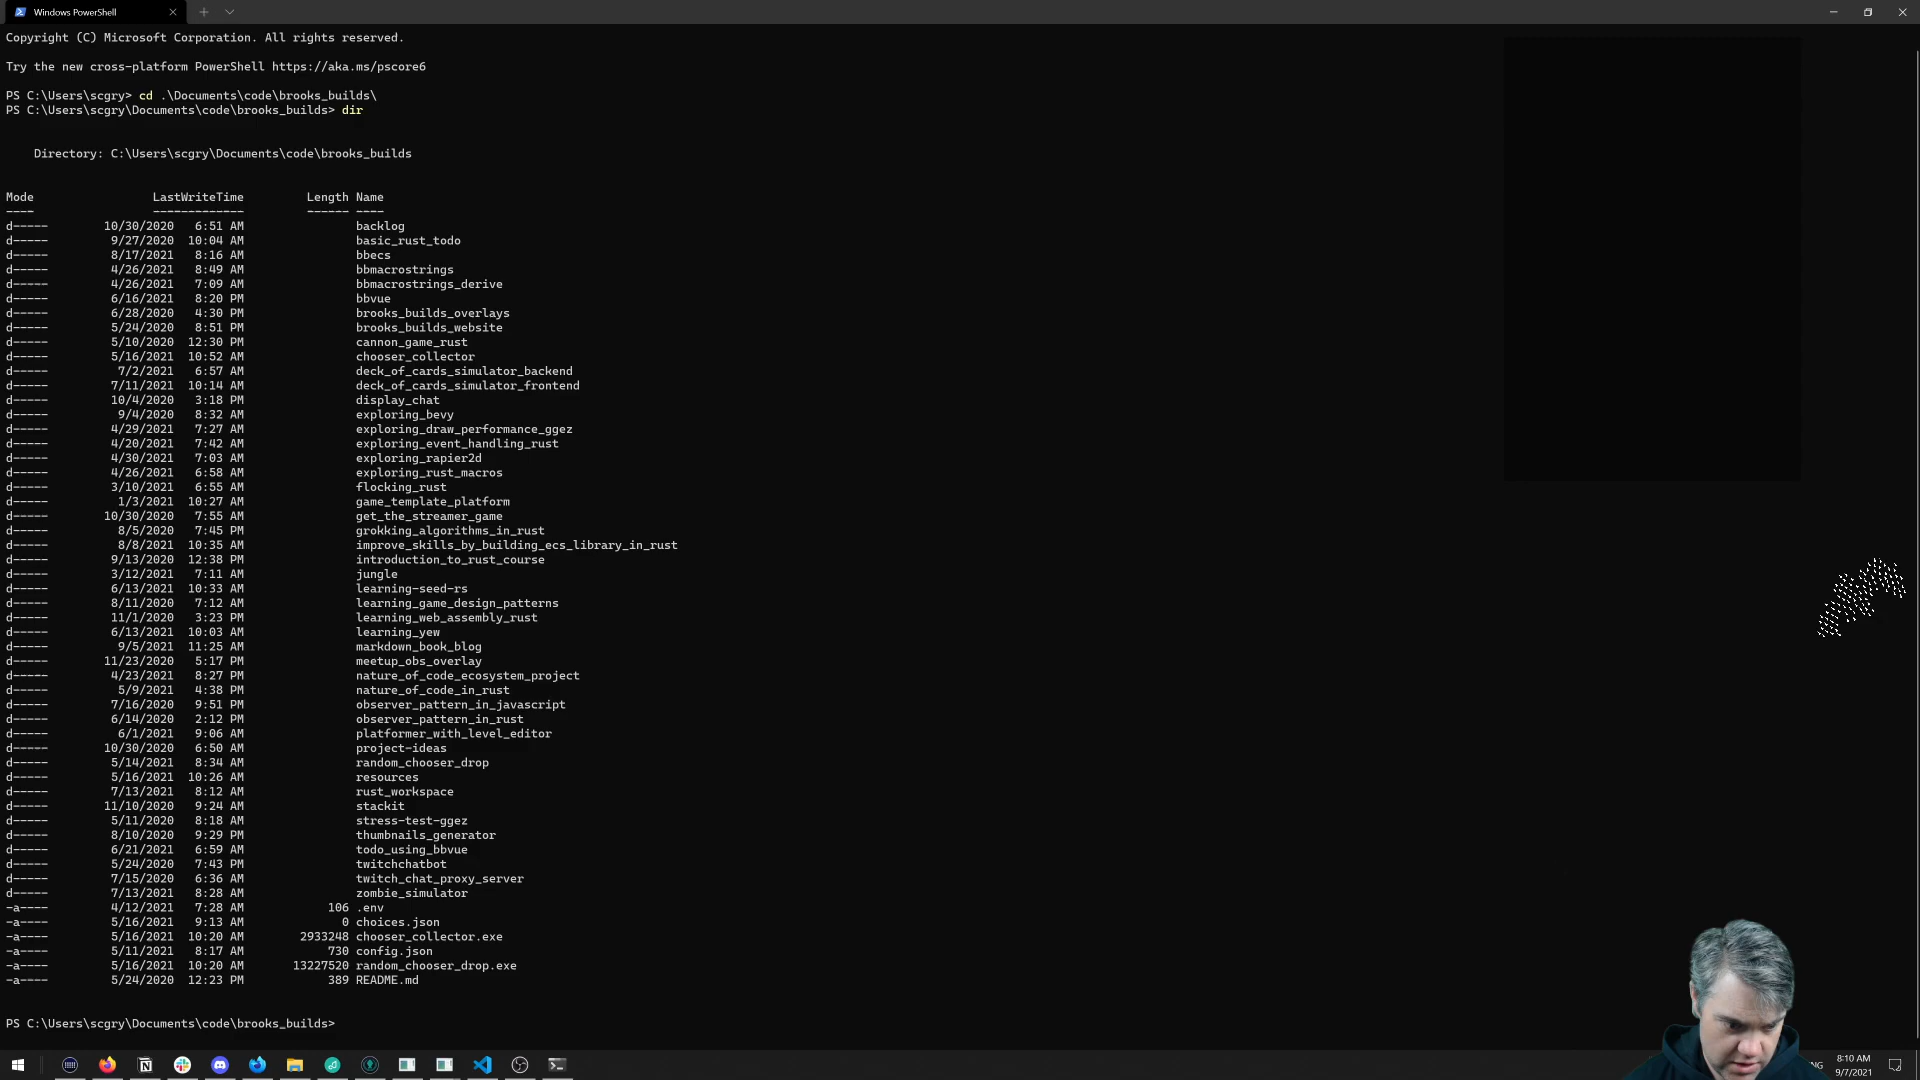 Windows PowerShell
Copyright (C) Microsoft Corporation. All rights reserved.
Try the new cross-platform PowerShell https://aka.ms/pscore6
PS C:\Users\scgry> cd .\Documents\code\brooks_builds\
PS C:\Users\scgry\Documents\code\brooks_builds> dir
Directory: C:\Users\scgry\Documents\code\brooks_builds
Mode LastWriteTime Length Name
---- ------------- ------ ----
d----- 10/30/2020 6:51 AM backlog
d----- 9/27/2020 10:04 AM basic_rust_todo
d----- 8/17/2021 8:16 AM bbecs
d----- 4/26/2021 8:49 AM bbmacrostrings
d----- 4/26/2021 7:09 AM bbmacrostrings_derive
d----- 6/16/2021 8:20 PM bbvue
d----- 6/28/2020 4:30 PM brooks_builds_overlays
d----- 5/24/2020 8:51 PM brooks_builds_website
d----- 5/10/2020 12:30 PM cannon_game_rust
d----- 5/16/2021 10:52 AM chooser_collector
d----- 7/2/2021 6:57 AM deck_of_cards_simulator_backend
d----- 7/11/2021 10:14 AM deck_of_cards_simulator_frontend
d----- 10/4/2020 3:18 PM display_chat
d----- 9/4/2020 8:32 AM exploring_bevy
d----- 4/29/2021 7:27 AM exploring_draw_performance_ggez
d----- 4/20/2021 7:42 AM exploring_event_handling_rust
d----- 4/30/2021 7:03 AM exploring_rapier2d
d----- 4/26/2021 6:58 AM exploring_rust_macros
d----- 3/10/2021 6:55 AM flocking_rust
d----- 1/3/2021 10:27 AM game_template_platform
d----- 10/30/2020 7:55 AM get_the_streamer_game
d----- 8/5/2020 7:45 PM grokking_algorithms_in_rust
d----- 8/8/2021 10:35 AM improve_skills_by_building_ecs_library_in_rust
d----- 9/13/2020 12:38 PM introduction_to_rust_course
d----- 3/12/2021 7:11 AM jungle
d----- 6/13/2021 10:33 AM learning-seed-rs
d----- 8/11/2020 7:12 AM learning_game_design_patterns
d----- 11/1/2020 3:23 PM learning_web_assembly_rust
d----- 6/13/2021 10:03 AM learning_yew
d----- 9/5/2021 11:25 AM markdown_book_blog
d----- 11/23/2020 5:17 PM meetup_obs_overlay
d----- 4/23/2021 8:27 PM nature_of_code_ecosystem_project
d----- 5/9/2021 4:38 PM nature_of_code_in_rust
d----- 7/16/2020 9:51 PM observer_pattern_in_javascript
d----- 6/14/2020 2:12 PM observer_pattern_in_rust
d----- 6/1/2021 9:06 AM platformer_with_level_editor
d----- 10/30/2020 6:50 AM project-ideas
d----- 5/14/2021 8:34 AM random_chooser_drop
d----- 5/16/2021 10:26 AM resources
d----- 7/13/2021 8:12 AM rust_workspace
d----- 11/10/2020 9:24 AM stackit
d----- 5/11/2021 8:18 AM stress-test-ggez
d----- 8/10/2020 9:29 PM thumbnails_generator
d----- 6/21/2021 6:59 AM todo_using_bbvue
d----- 5/24/2020 7:43 PM twitchchatbot
d----- 7/15/2020 6:36 AM twitch_chat_proxy_server
d----- 7/13/2021 8:28 AM zombie_simulator
-a---- 4/12/2021 7:28 AM 106 .env
-a---- 5/16/2021 9:13 AM 0 choices.json
-a---- 5/16/2021 10:20 AM 2933248 chooser_collector.exe
-a---- 5/11/2021 8:17 AM 730 config.json
-a---- 5/16/2021 10:20 AM 13227520 random_chooser_drop.exe
-a---- 5/24/2020 12:23 PM 389 README.md
PS C:\Users\scgry\Documents\code\brooks_builds>
8:10 AM
9/7/2021